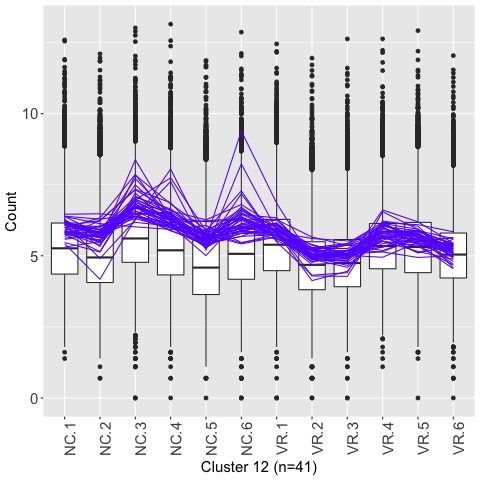 Count
10
5
0
NC.1
NC.2
NC.3
NC.4
NC.5
NC.6
VR.1
VR.2
VR.3
VR.4
VR.5
VR.6
Cluster 12 (n=41)